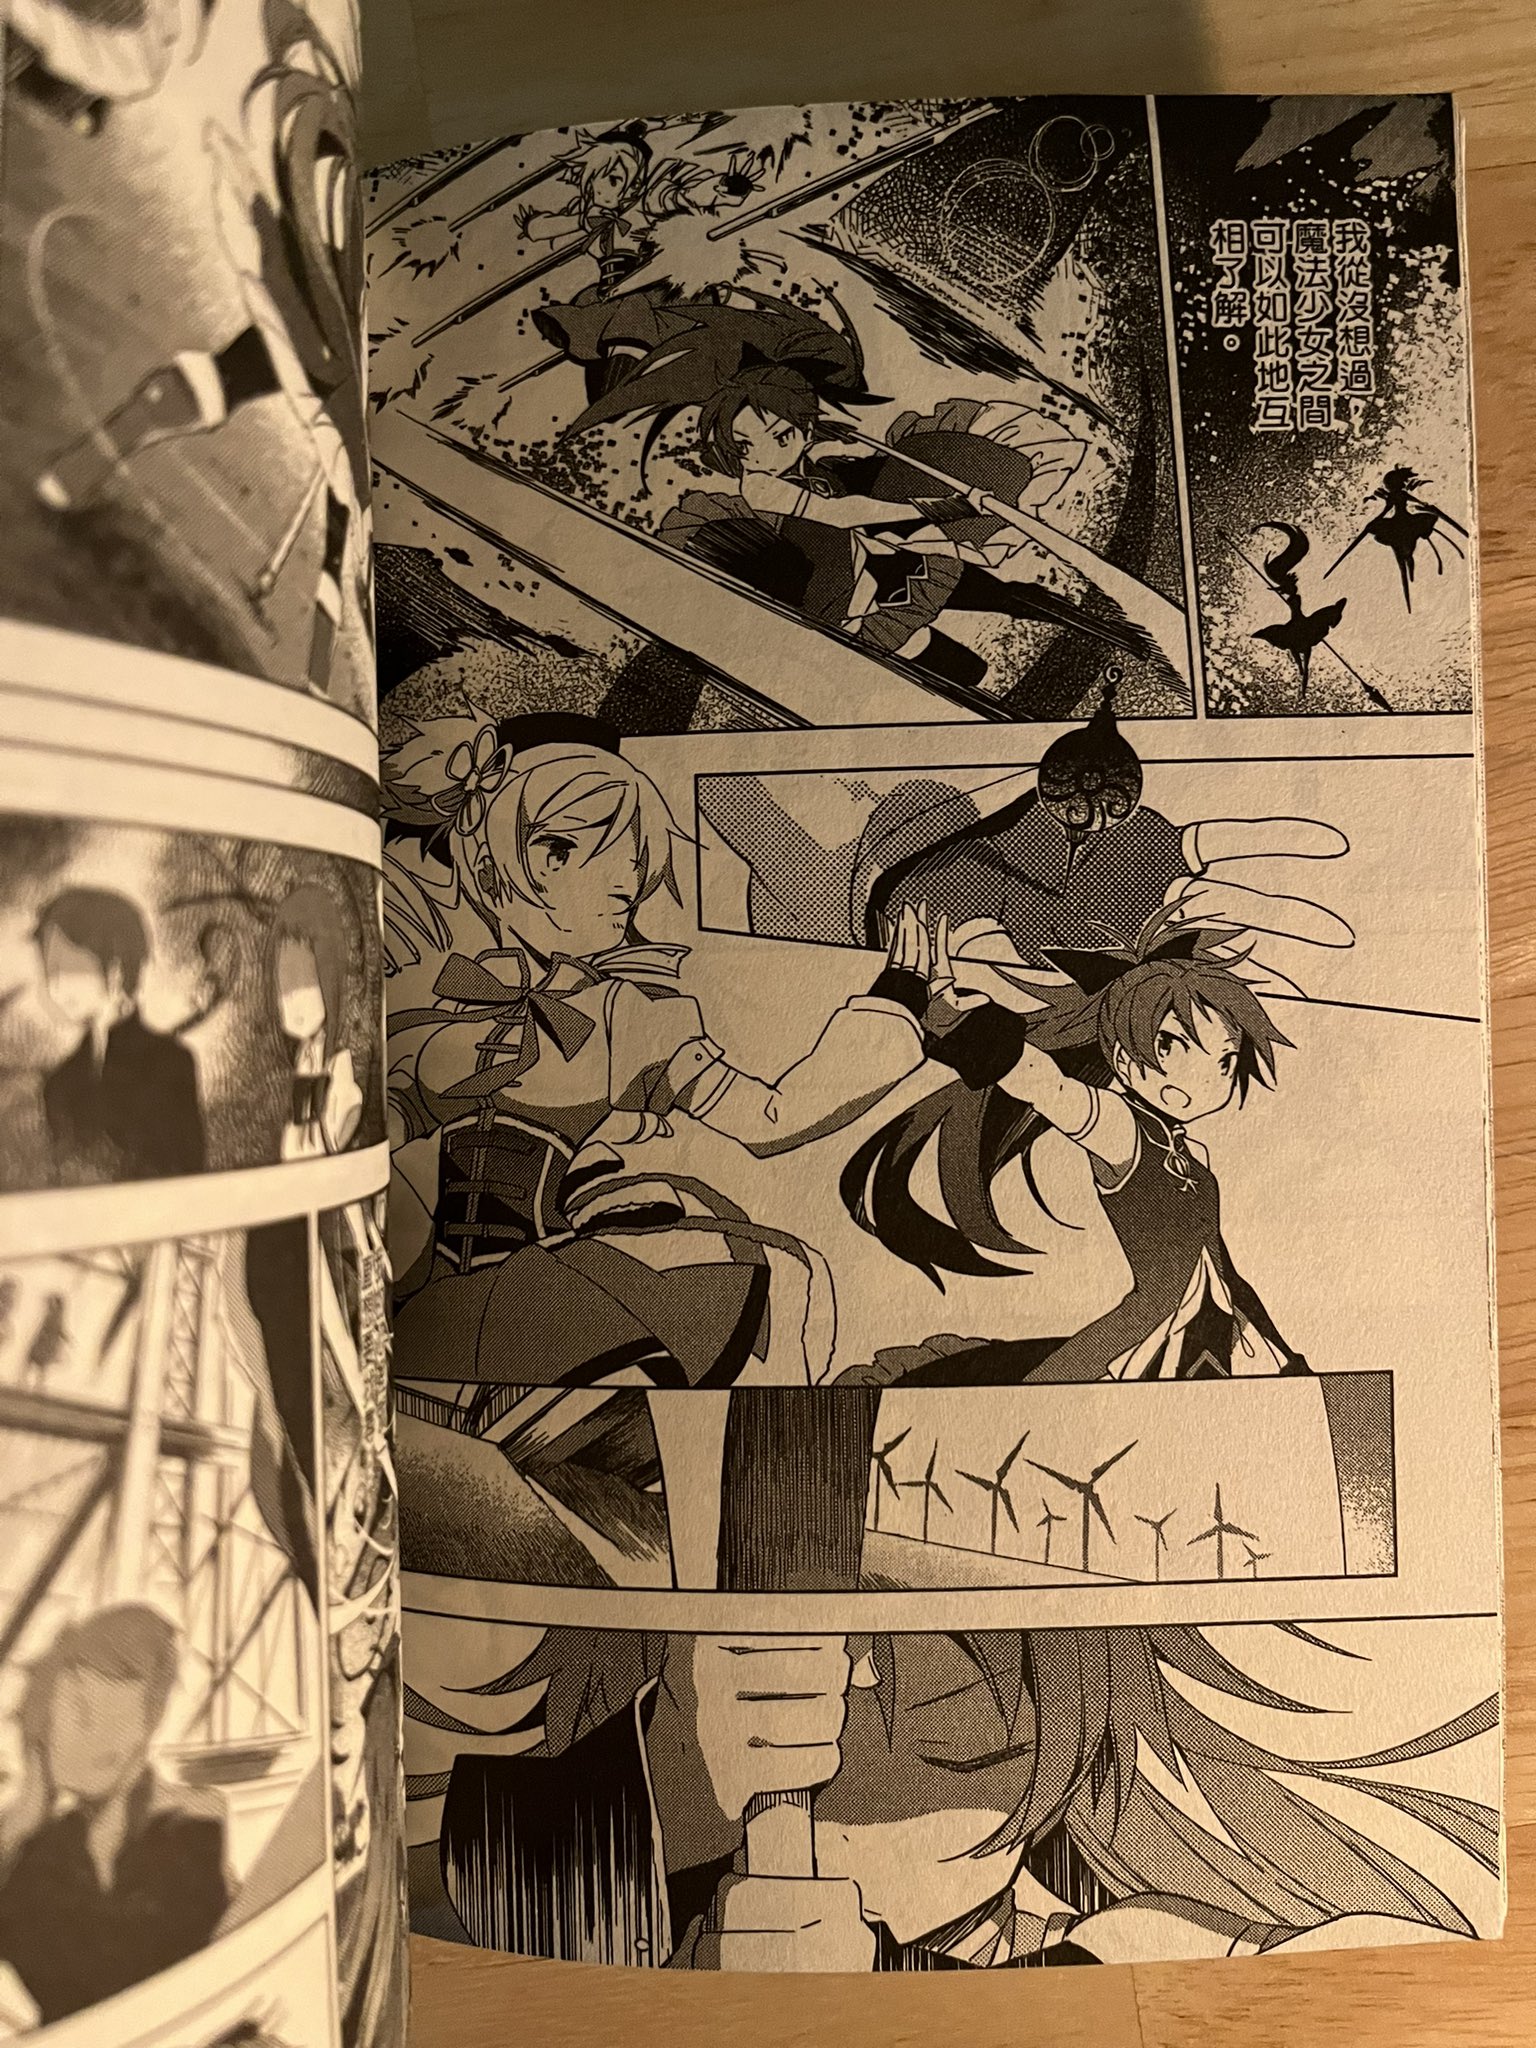 我從沒想過，
魔法少女之間
可以如此地互
相了解。